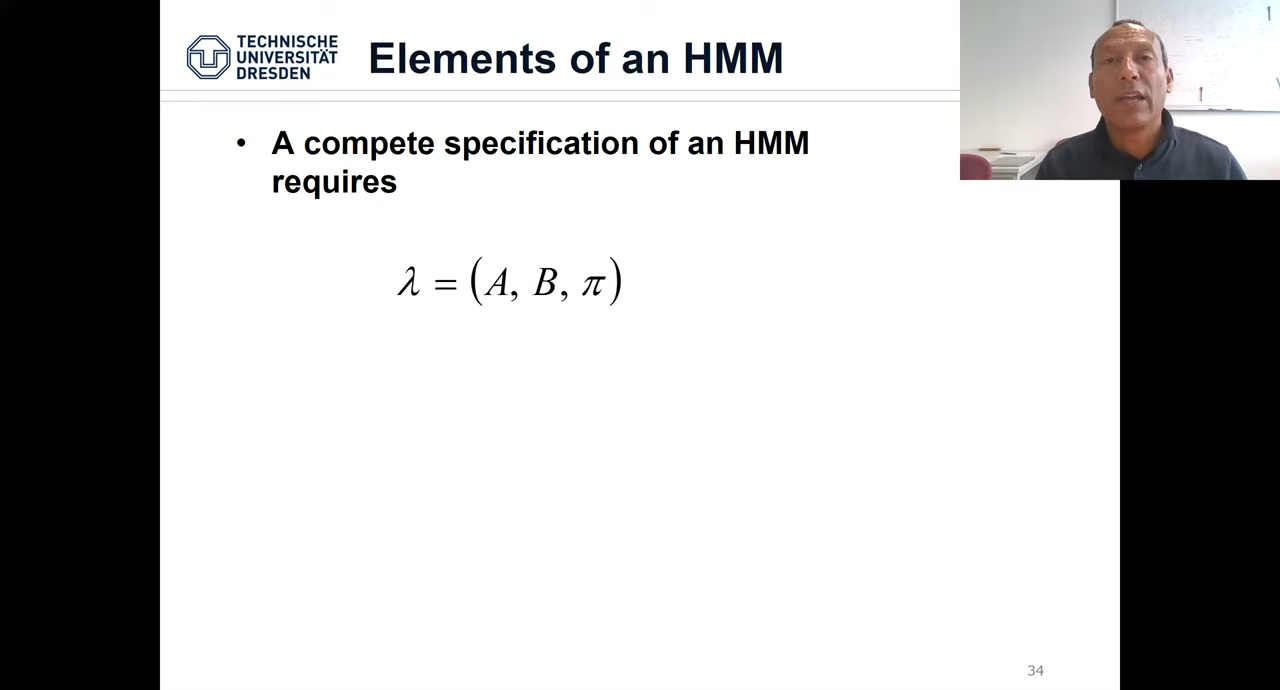 TECHNISCHE
UNIVERSITÄT
DRESDEN
Elements of an HMM
• A compete specification of an HMM
requires
λ = (A, B, π)
34